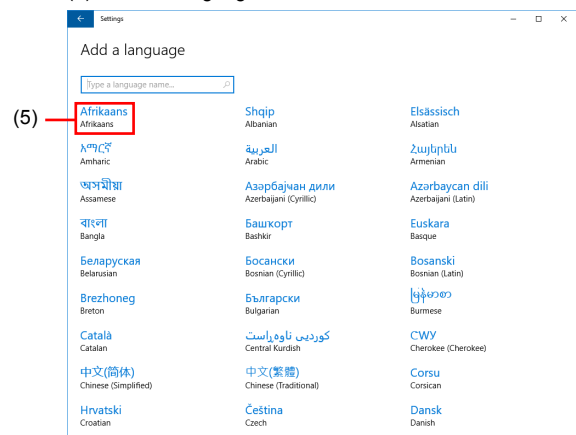 Settings
Add a language
Type a language name...
(5)
Afrikaans Shqip Elsässisch
Afrikaans Albanian Alsatian
አማርኛ العربية Հայերեն
Amharic Arabic Armenian
অসমীয়া Азәрбајҹан дили Azərbaycan dili
Assamese Azerbaijani (Cyrillic) Azerbaijani (Latin)
বাংলা Башҡорт Euskara
Bangla Bashkir Basque
Беларуская Босански Bosanski
Belarusian Bosnian (Cyrillic) Bosnian (Latin)
Brezhoneg Български မြန်မာစာ
Breton Bulgarian Burmese
Català كوردیی ناوەڕاست ᏣᎳᎩ
Catalan Central Kurdish Cherokee (Cherokee)
中文(简体) 中文(繁體) Corsu
Chinese (Simplified) Chinese (Traditional) Corsican
Hrvatski Čeština Dansk
Croatian Czech Danish